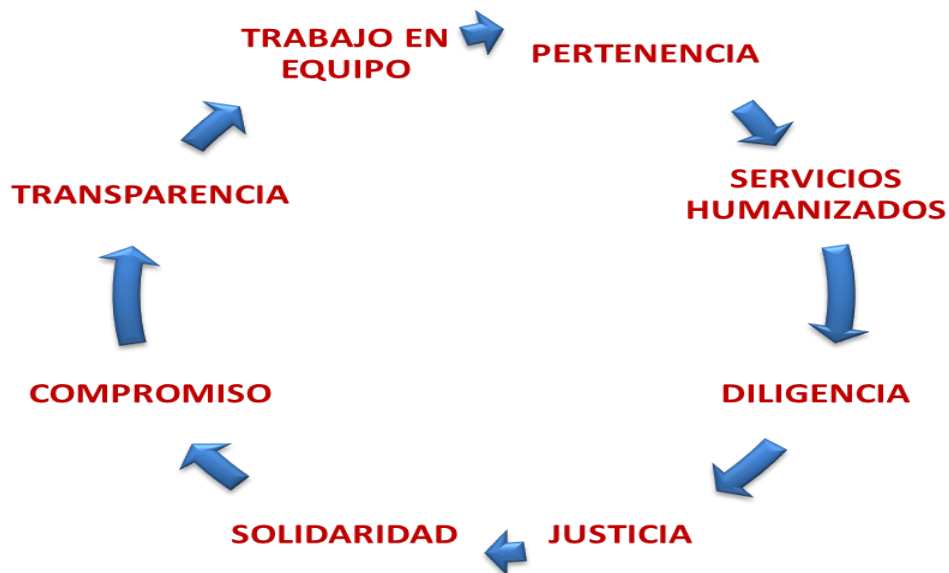 TRABAJO EN
EQUIPO
PERTENENCIA
SERVICIOS
HUMANIZADOS
DILIGENCIA
JUSTICIA
SOLIDARIDAD
COMPROMISO
TRANSPARENCIA